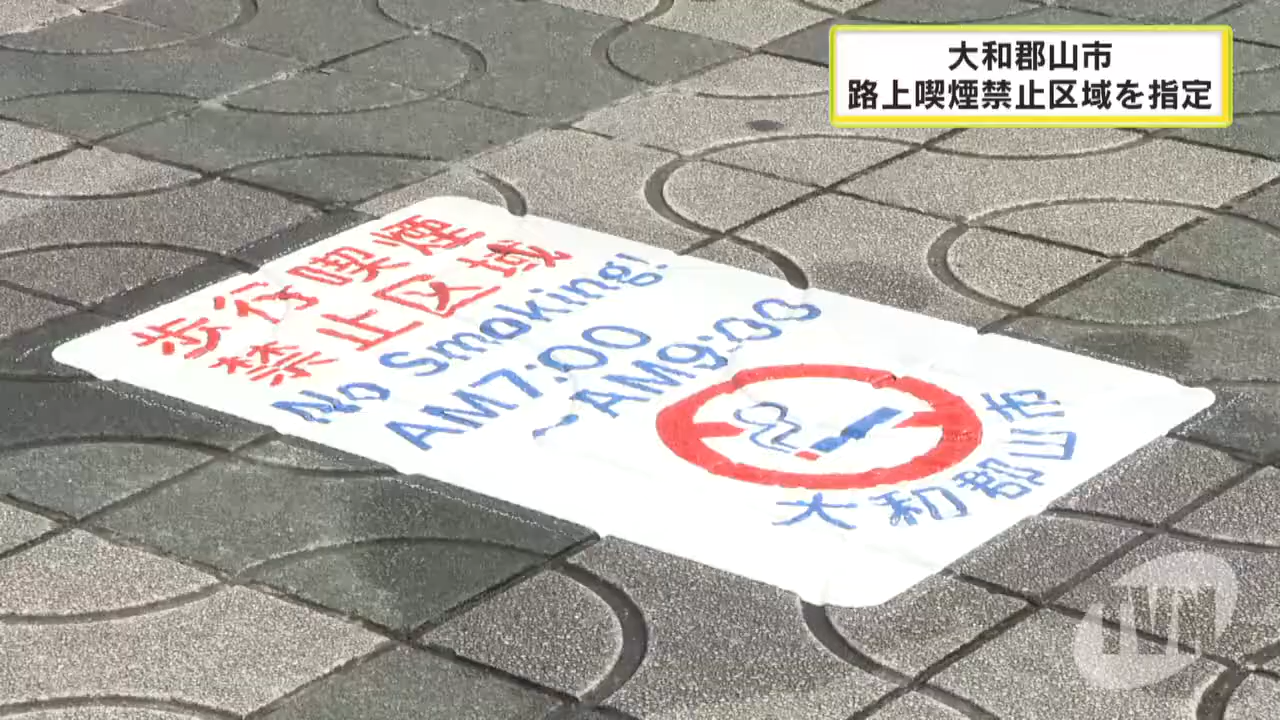 大和郡山市
路上喫煙禁止区域を指定
歩行喫煙
禁止区域
No Smoking!
AM7:00
~AM9:00
大和郡山市
TVN